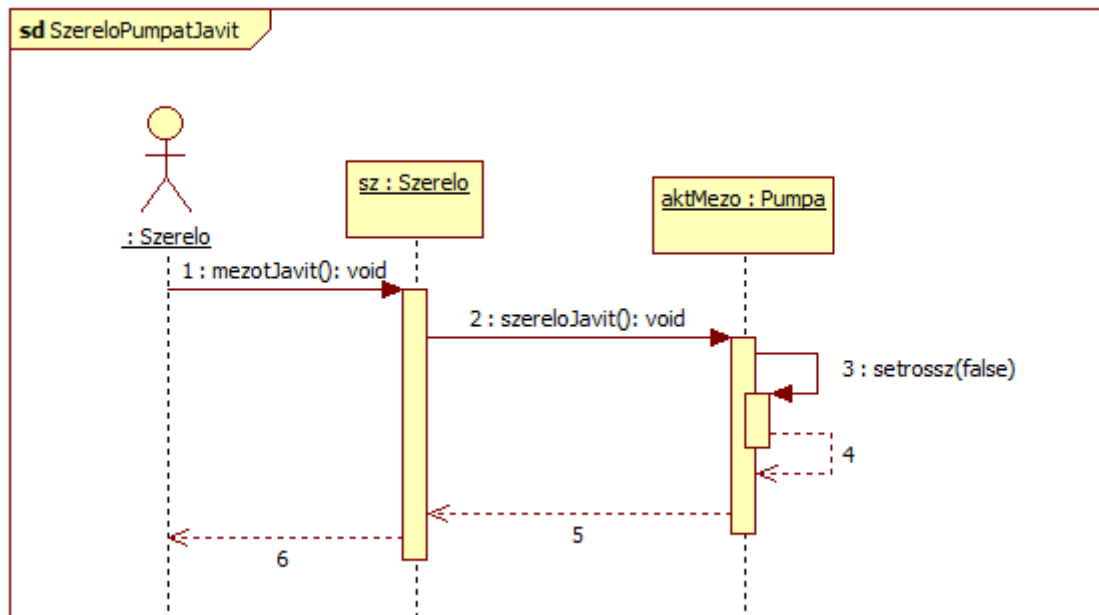 sd SzereloPumpatJavit
: Szerelo
sz : Szerelo
aktMezo : Pumpa
1 : mezotJavit(): void
2 : szereloJavit(): void
3 : setrossz(false)
4
5
6